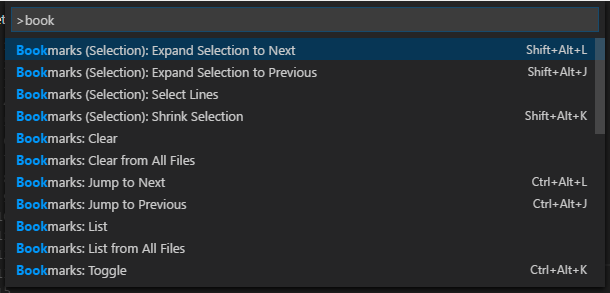 >book
Bookmarks (Selection): Expand Selection to Next Shift+Alt+L
Bookmarks (Selection): Expand Selection to Previous Shift+Alt+J
Bookmarks (Selection): Select Lines
Bookmarks (Selection): Shrink Selection Shift+Alt+K
Bookmarks: Clear
Bookmarks: Clear from All Files
Bookmarks: Jump to Next Ctrl+Alt+L
Bookmarks: Jump to Previous Ctrl+Alt+J
Bookmarks: List
Bookmarks: List from All Files
Bookmarks: Toggle Ctrl+Alt+K